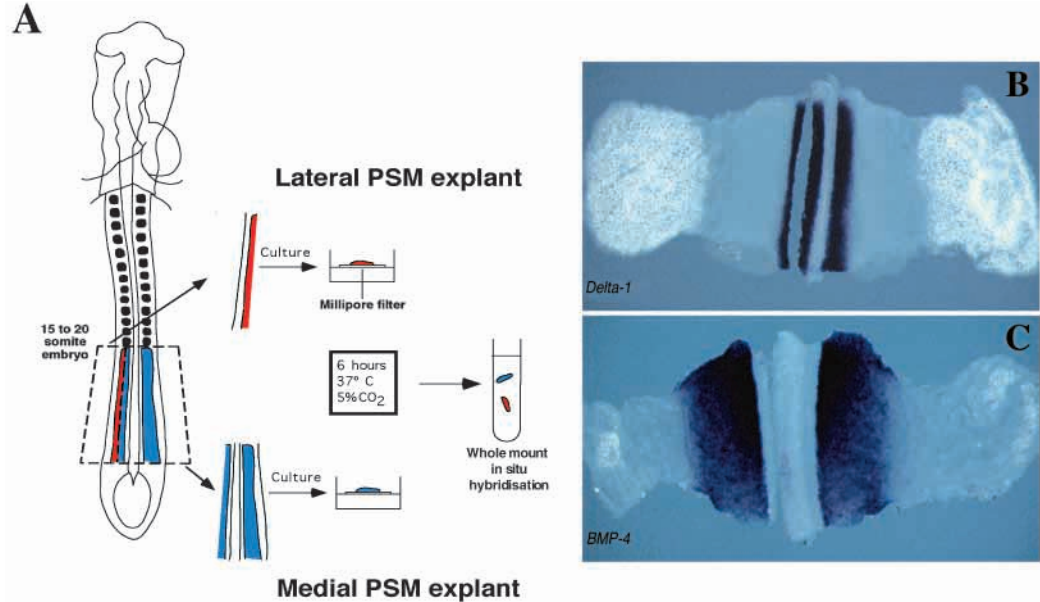 A
Lateral PSM explant
Culture
Millipore filter
15 to 20
somite
embryo
6 hours
37° C
5%CO2
Whole mount
in situ
hybridisation
Culture
Medial PSM explant
B
Delta-1
C
BMP-4